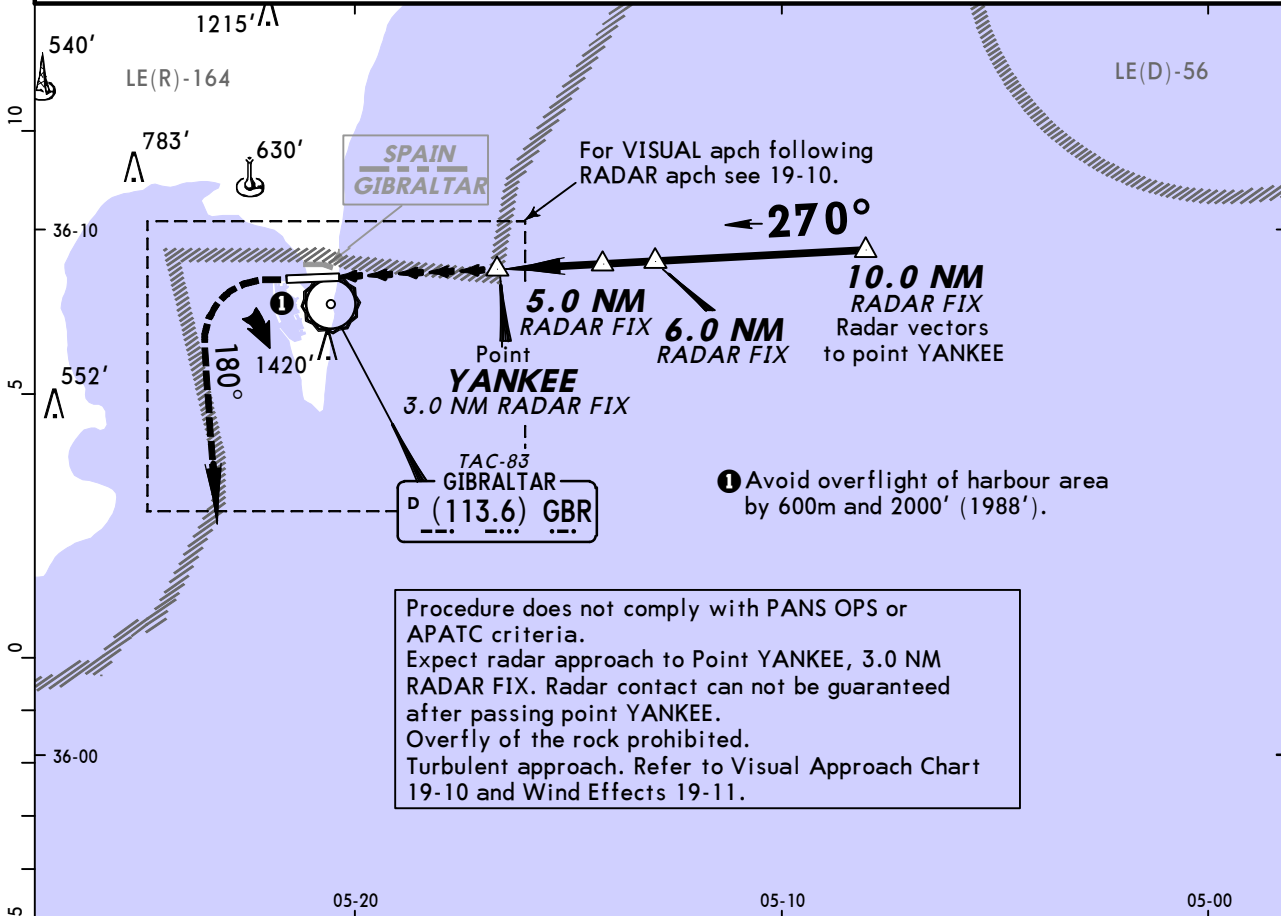 1215'
540'
LE(R)-164
LE(D)-56
10
783'
630'
SPAIN
GIBRALTAR
For VISUAL apch following
RADAR apch see 19-10.
36-10
270°
10.0 NM
RADAR FIX
Radar vectors
to point YANKEE
5.0 NM
RADAR FIX
6.0 NM
RADAR FIX
1
1420'
180°
Point
YANKEE
3.0 NM RADAR FIX
5
552'
TAC-83
GIBRALTAR
D (113.6) GBR
1 Avoid overflight of harbour area
by 600m and 2000' (1988').
Procedure does not comply with PANS OPS or
APATC criteria.
Expect radar approach to Point YANKEE, 3.0 NM
RADAR FIX. Radar contact can not be guaranteed
after passing point YANKEE.
Overfly of the rock prohibited.
Turbulent approach. Refer to Visual Approach Chart
19-10 and Wind Effects 19-11.
0
36-00
5
05-20
05-10
05-00